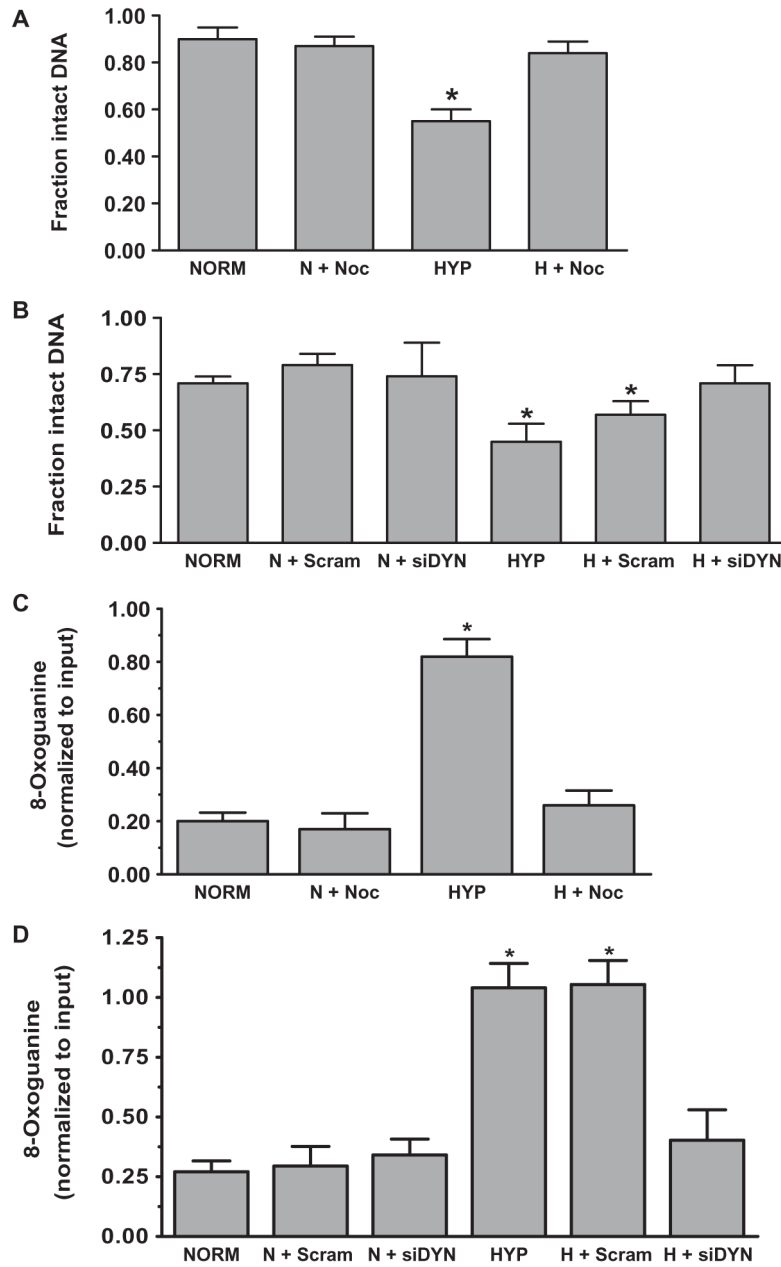 A
Fraction intact DNA
1.00
0.80
0.60
0.40
0.20
0.00
*
NORM
N + Noc
HYP
H + Noc
B
Fraction intact DNA
1.00
0.75
0.50
0.25
0.00
*
*
NORM
N + Scram
N + siDYN
HYP
H + Scram
H + siDYN
C
8-Oxoguanine
(normalized to input)
1.00
0.80
0.60
0.40
0.20
0.00
*
NORM
N + Noc
HYP
H + Noc
D
8-Oxoguanine
(normalized to input)
1.25
1.00
0.75
0.50
0.25
0.00
*
*
NORM
N + Scram
N + siDYN
HYP
H + Scram
H + siDYN